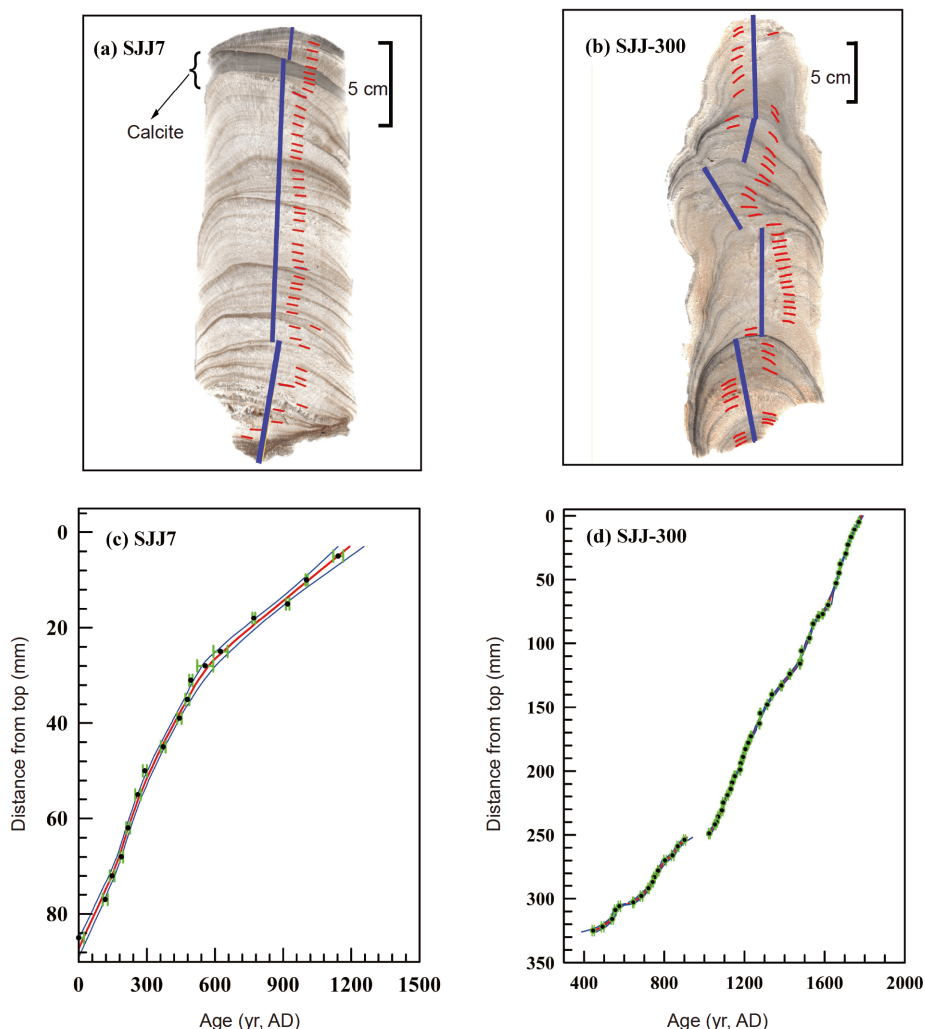 (a) SJJ7
5 cm
Calcite
(b) SJJ-300
5 cm
(c) SJJ7
0
20
40
60
80
Distance from top (mm)
0 300 600 900 1200 1500
Age (yr, AD)
(d) SJJ-300
0
50
100
150
200
250
300
350
Distance from top (mm)
400 800 1200 1600 2000
Age (yr, AD)